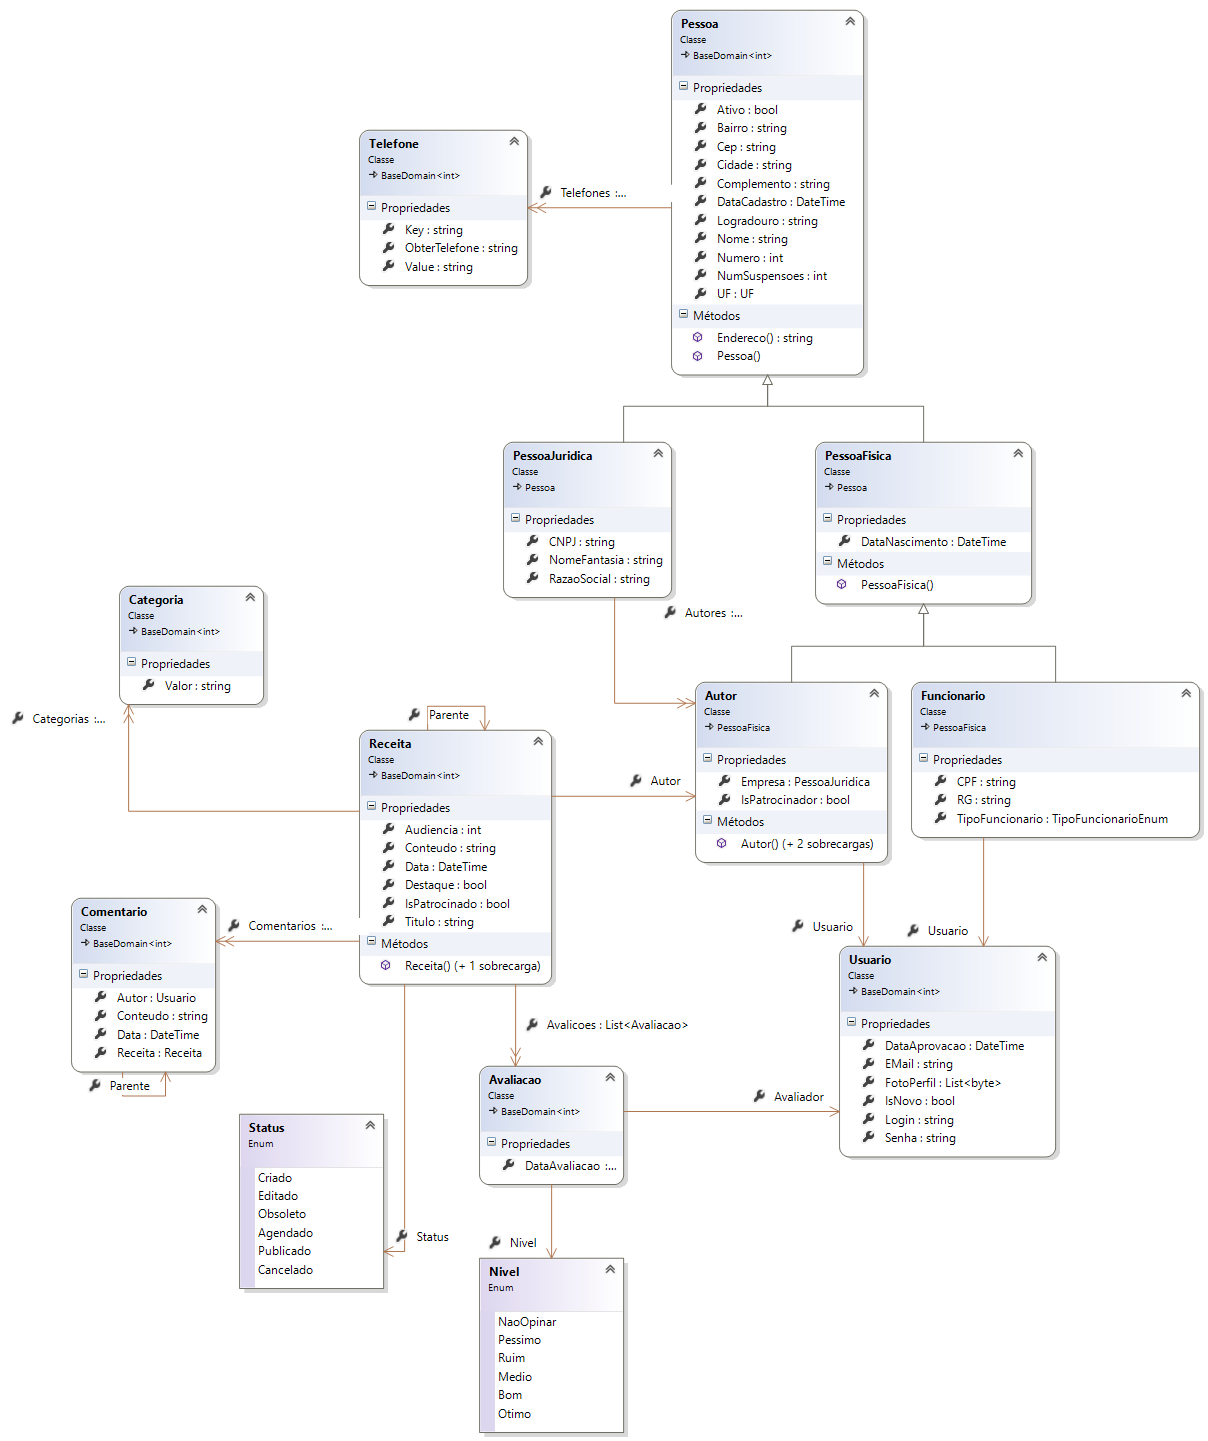 Pessoa
Classe
BaseDomain<int>
Propriedades
Ativo : bool
Bairro : string
Cep : string
Cidade : string
Complemento : string
DataCadastro : DateTime
Logradouro : string
Nome : string
Numero : int
NumSuspensoes : int
UF : UF
Métodos
Endereco() : string
Pessoa()
Telefone
Classe
BaseDomain<int>
Propriedades
Key : string
ObterTelefone : string
Value : string
Telefones :...
PessoaJuridica
Classe
Pessoa
Propriedades
CNPJ : string
NomeFantasia : string
RazaoSocial : string
PessoaFisica
Classe
Pessoa
Propriedades
DataNascimento : DateTime
Métodos
PessoaFisica()
Autores :...
Categoria
Classe
BaseDomain<int>
Propriedades
Valor : string
Categorias :...
Parente
Receita
Classe
BaseDomain<int>
Propriedades
Audiencia : int
Conteudo : string
Data : DateTime
Destaque : bool
IsPatrocinado : bool
Titulo : string
Métodos
Receita() (+ 1 sobrecarga)
Autor
Autor
Classe
PessoaFisica
Propriedades
Empresa : PessoaJuridica
IsPatrocinador : bool
Métodos
Autor() (+ 2 sobrecargas)
Funcionario
Classe
PessoaFisica
Propriedades
CPF : string
RG : string
TipoFuncionario : TipoFuncionarioEnum
Comentario
Classe
BaseDomain<int>
Propriedades
Autor : Usuario
Conteudo : string
Data : DateTime
Receita : Receita
Parente
Comentarios :...
Usuario
Usuario
Usuario
Classe
BaseDomain<int>
Propriedades
DataAprovacao : DateTime
EMail : string
FotoPerfil : List<byte>
IsNovo : bool
Login : string
Senha : string
Avalicoes : List<Avaliacao>
Avaliacao
Classe
BaseDomain<int>
Propriedades
DataAvaliacao :...
Avaliador
Status
Enum
Criado
Editado
Obsoleto
Agendado
Publicado
Cancelado
Status
Nivel
Nivel
Enum
NaoOpinar
Pessimo
Ruim
Medio
Bom
Otimo